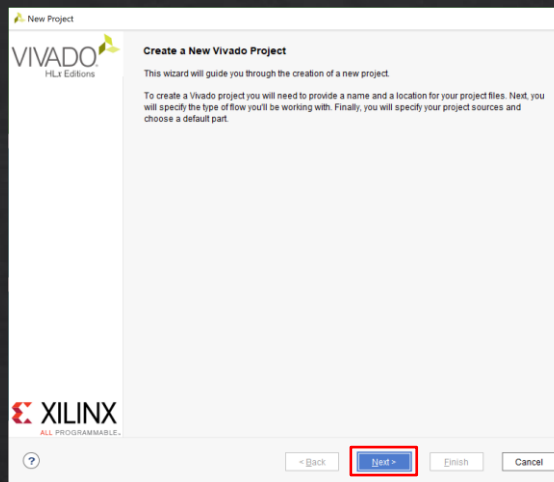 New Project
VIVADO.
HLx Editions
Create a New Vivado Project
This wizard will guide you through the creation of a new project.
To create a Vivado project you will need to provide a name and a location for your project files. Next, you
will specify the type of flow you'll be working with. Finally, you will specify your project sources and
choose a default part.
XILINX
ALL PROGRAMMABLE.
?
< Back
Next >
Finish
Cancel